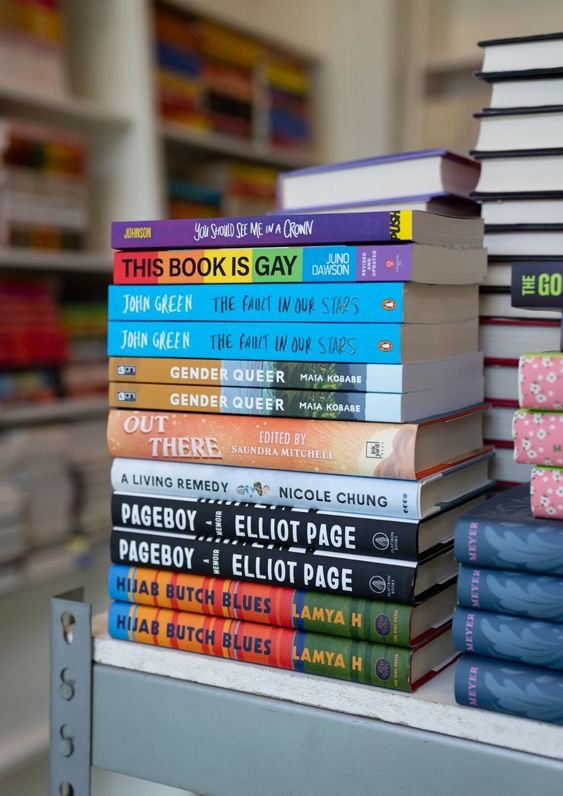 JOHNSON YOU SHOULD SEE ME IN A CROWN PUSH
THIS BOOK IS GAY JUNO DAWSON REVISED AND UPDATED
JOHN GREEN THE FAULT IN OUR STARS
JOHN GREEN THE FAULT IN OUR STARS
GENDER QUEER MAIA KOBABE
GENDER QUEER MAIA KOBABE
OUT THERE EDITED BY SAUNDRA MITCHELL
A LIVING REMEDY NICOLE CHUNG
PAGEBOY A MEMOIR ELLIOT PAGE
PAGEBOY A MEMOIR ELLIOT PAGE
HIJAB BUTCH BLUES LAMYA H
HIJAB BUTCH BLUES LAMYA H
THE GO
MEYER
MEYER
MEYER
MEYER